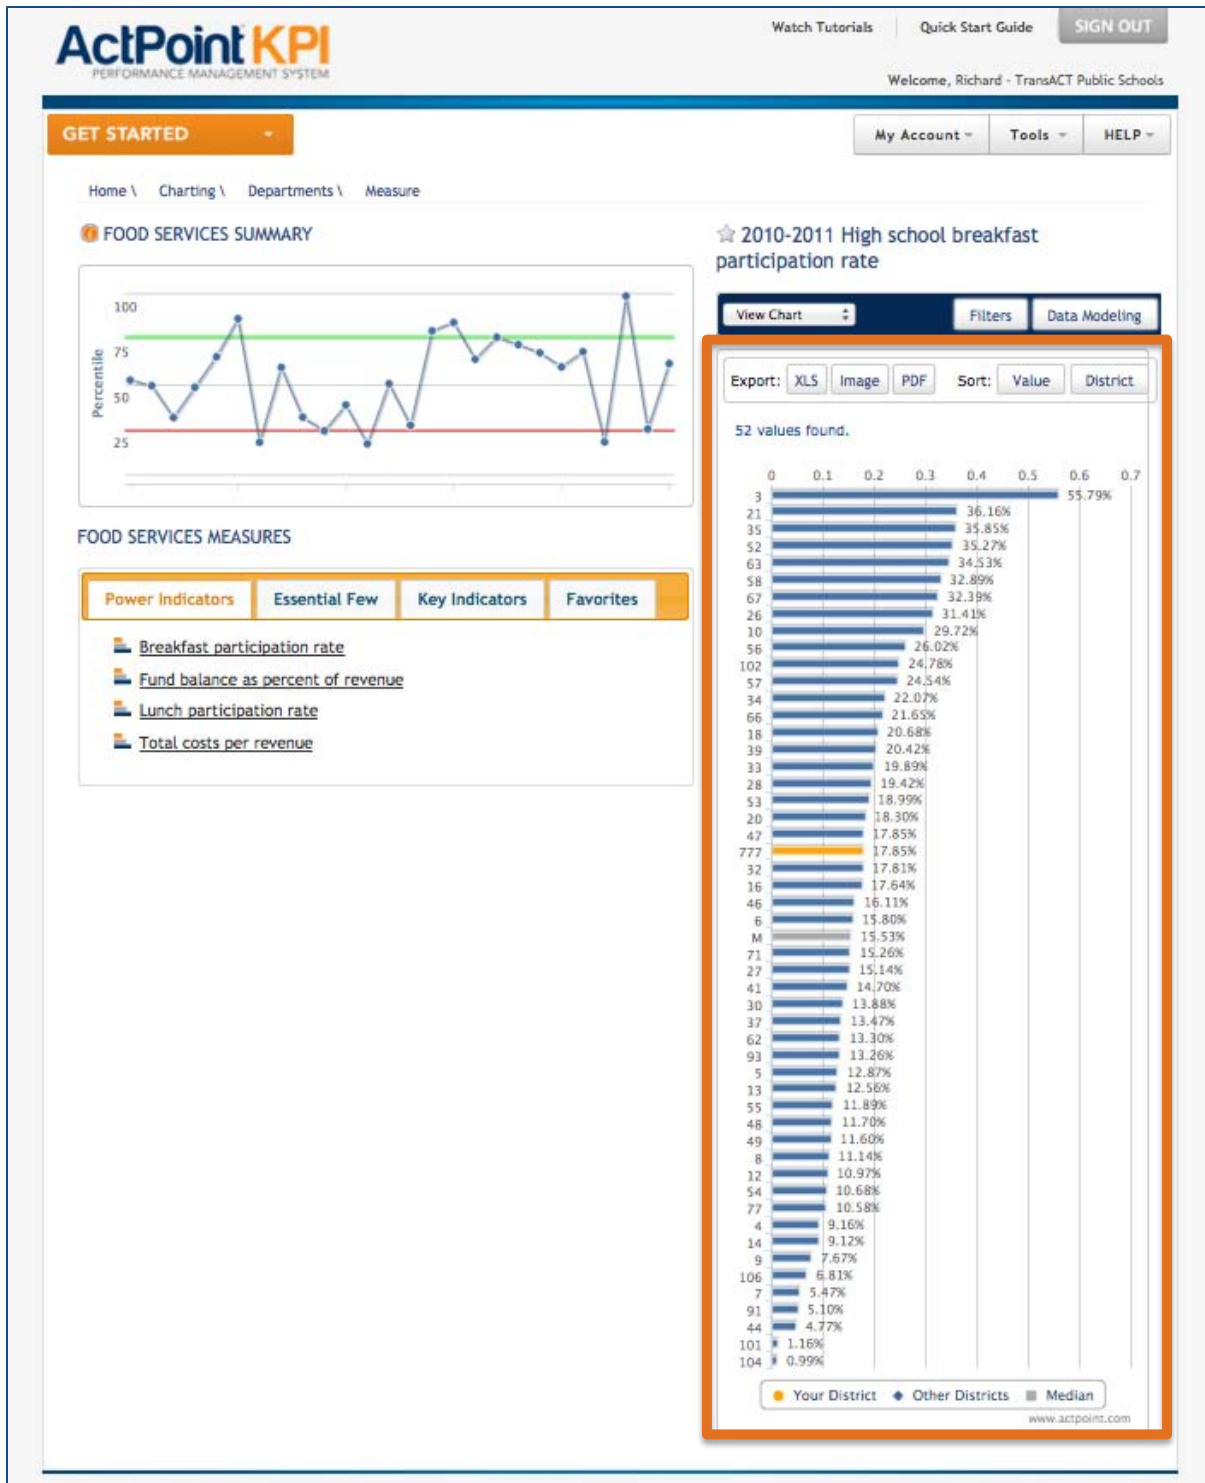 ActPoint KPI
PERFORMANCE MANAGEMENT SYSTEM
Watch Tutorials
Quick Start Guide
SIGN OUT
Welcome, Richard - TransACT Public Schools
GET STARTED
My Account
Tools
HELP
Home \ Charting \ Departments \ Measure
FOOD SERVICES SUMMARY
100
75
50
25
Percentile
FOOD SERVICES MEASURES
Power Indicators
Essential Few
Key Indicators
Favorites
Breakfast participation rate
Fund balance as percent of revenue
Lunch participation rate
Total costs per revenue
2010-2011 High school breakfast
participation rate
View Chart
Filters
Data Modeling
Export: XLS Image PDF Sort: Value District
52 values found.
0 0.1 0.2 0.3 0.4 0.5 0.6 0.7
3 55.79%
21 36.16%
35 35.85%
52 35.27%
63 34.53%
58 32.89%
67 32.39%
26 31.41%
10 29.72%
56 26.02%
102 24.78%
57 24.54%
34 22.07%
66 21.65%
18 20.68%
39 20.42%
33 19.89%
28 19.42%
53 18.99%
20 18.30%
47 17.85%
777 17.85%
32 17.81%
16 17.64%
46 16.11%
6 15.80%
M 15.53%
71 15.26%
27 15.14%
41 14.70%
30 13.88%
37 13.47%
62 13.30%
93 13.26%
5 12.87%
13 12.56%
55 11.89%
48 11.70%
49 11.60%
8 11.14%
12 10.97%
54 10.68%
77 10.58%
4 9.16%
14 9.12%
9 7.67%
106 6.81%
7 5.47%
91 5.10%
44 4.77%
101 1.16%
104 0.99%
Your District Other Districts Median
www.actpoint.com